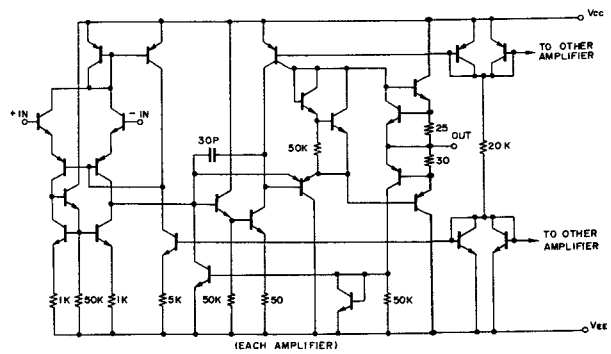 VCC
TO OTHER
AMPLIFIER
+IN
−IN
25
OUT
30P
50K
30
20K
TO OTHER
AMPLIFIER
1K
50K
1K
5K
50K
50
50K
VEE
(EACH AMPLIFIER)